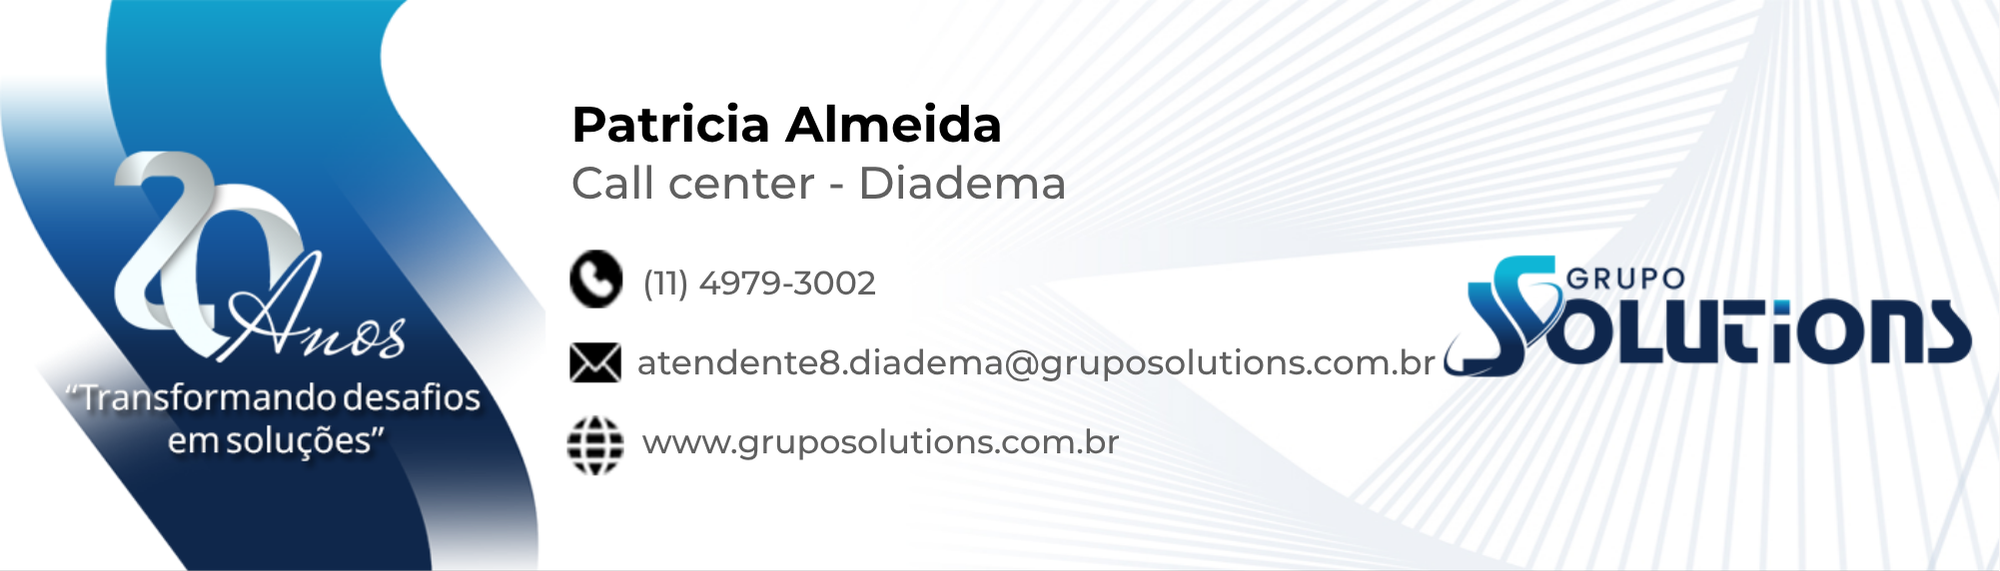 20
Anos
“Transformando desafios
em soluções”
Patricia Almeida
Call center - Diadema
(11) 4979-3002
atendente8.diadema@gruposolutions.com.br
www.gruposolutions.com.br
GRUPO
SOLUTIONS